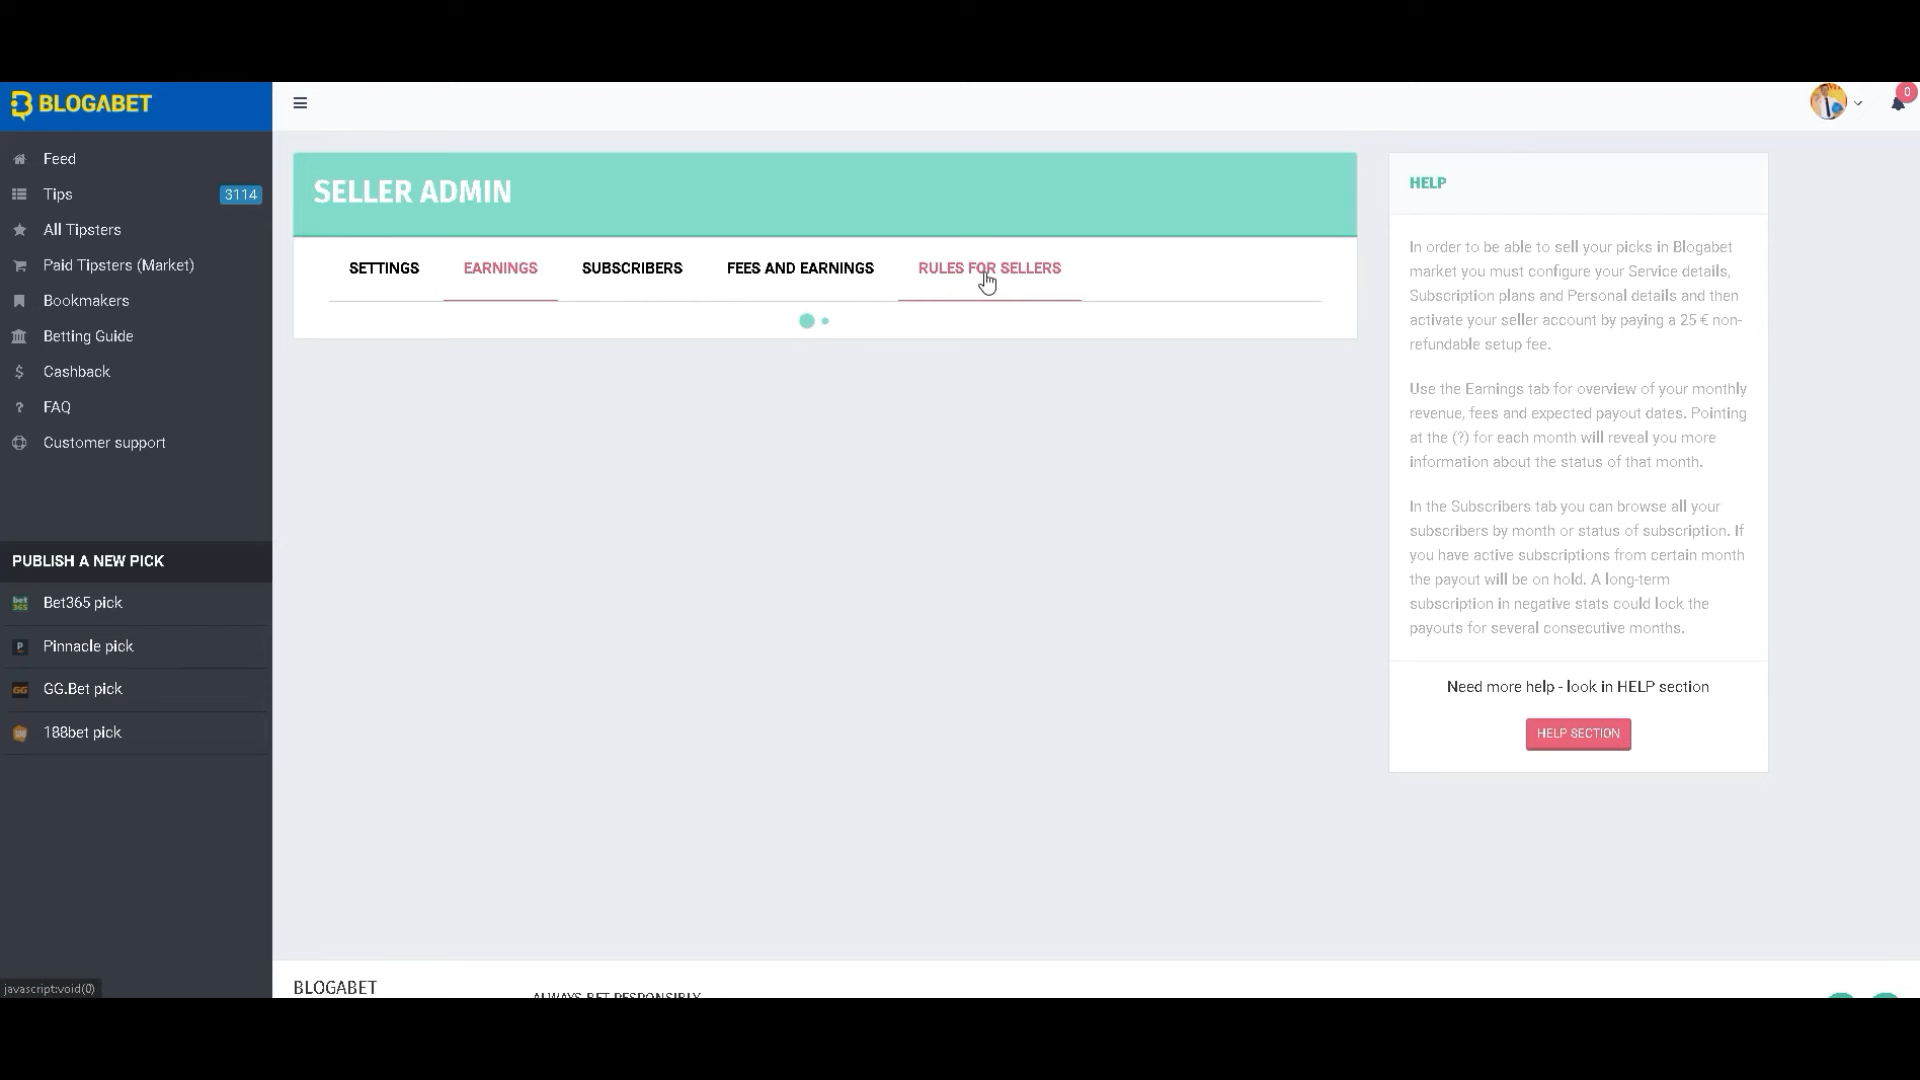 BLOGABET
0
Feed
Tips
3114
All Tipsters
Paid Tipsters (Market)
Bookmakers
Betting Guide
$ Cashback
? FAQ
Customer support
PUBLISH A NEW PICK
bet365 Bet365 pick
P Pinnacle pick
GG GG.Bet pick
188bet pick
javascript:void(0)
SELLER ADMIN
SETTINGS
EARNINGS
SUBSCRIBERS
FEES AND EARNINGS
RULES FOR SELLERS
HELP
In order to be able to sell your picks in Blogabet
market you must configure your Service details,
Subscription plans and Personal details and then
activate your seller account by paying a 25 € non-
refundable setup fee.
Use the Earnings tab for overview of your monthly
revenue, fees and expected payout dates. Pointing
at the (?) for each month will reveal you more
information about the status of that month.
In the Subscribers tab you can browse all your
subscribers by month or status of subscription. If
you have active subscriptions from certain month
the payout will be on hold. A long-term
subscription in negative stats could lock the
payouts for several consecutive months.
Need more help - look in HELP section
HELP SECTION
BLOGABET
ALWAYS BET RESPONSIBLY